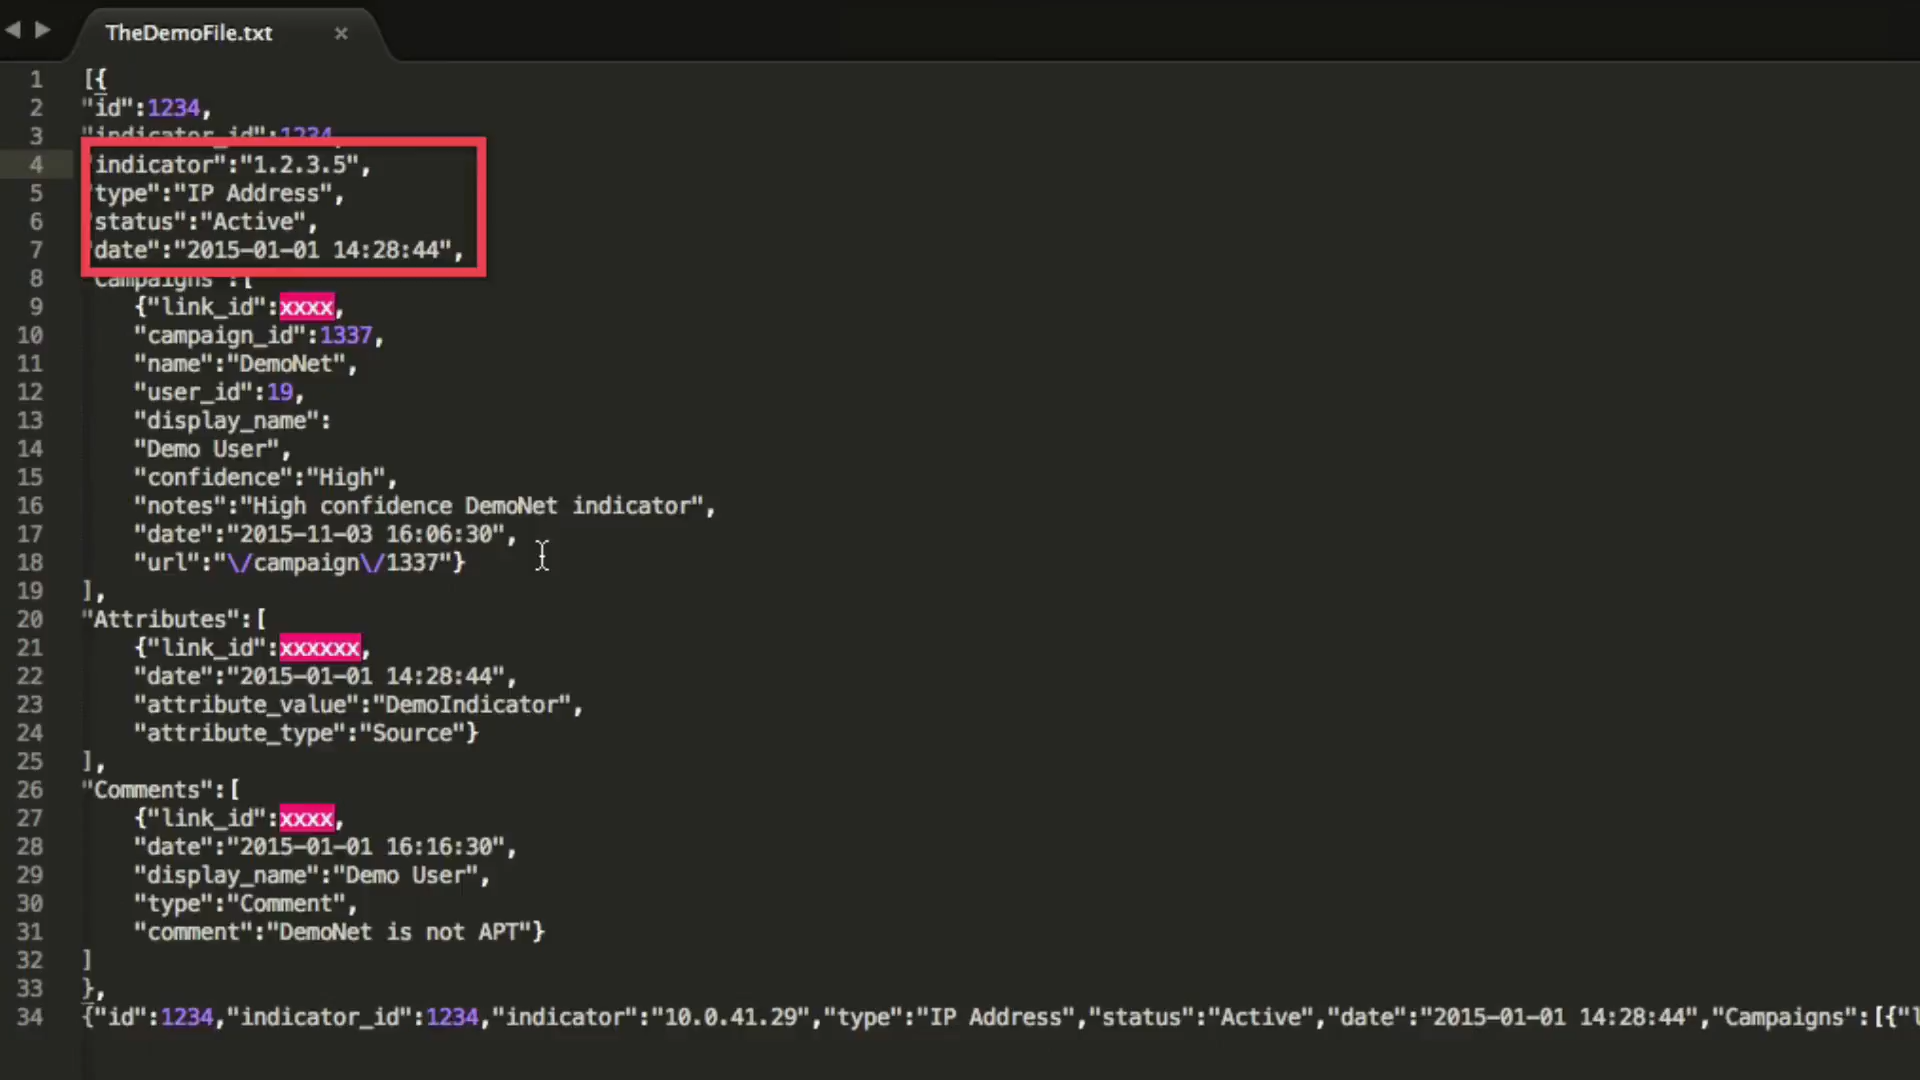 TheDemoFile.txt ×
1 [{
2 "id":1234,
3 "indicator_id":1234,
4 "indicator":"1.2.3.5",
5 "type":"IP Address",
6 "status":"Active",
7 "date":"2015-01-01 14:28:44",
8 "Campaigns":[
9 {"link_id":xxxx,
10 "campaign_id":1337,
11 "name":"DemoNet",
12 "user_id":19,
13 "display_name":
14 "Demo User",
15 "confidence":"High",
16 "notes":"High confidence DemoNet indicator",
17 "date":"2015-11-03 16:06:30",
18 "url":"\/campaign\/1337"}
19 ],
20 "Attributes":[
21 {"link_id":xxxxxx,
22 "date":"2015-01-01 14:28:44",
23 "attribute_value":"DemoIndicator",
24 "attribute_type":"Source"}
25 ],
26 "Comments":[
27 {"link_id":xxxx,
28 "date":"2015-01-01 16:16:30",
29 "display_name":"Demo User",
30 "type":"Comment",
31 "comment":"DemoNet is not APT"}
32 ]
33 },
34 {"id":1234,"indicator_id":1234,"indicator":"10.0.41.29","type":"IP Address","status":"Active","date":"2015-01-01 14:28:44","Campaigns":[{"l